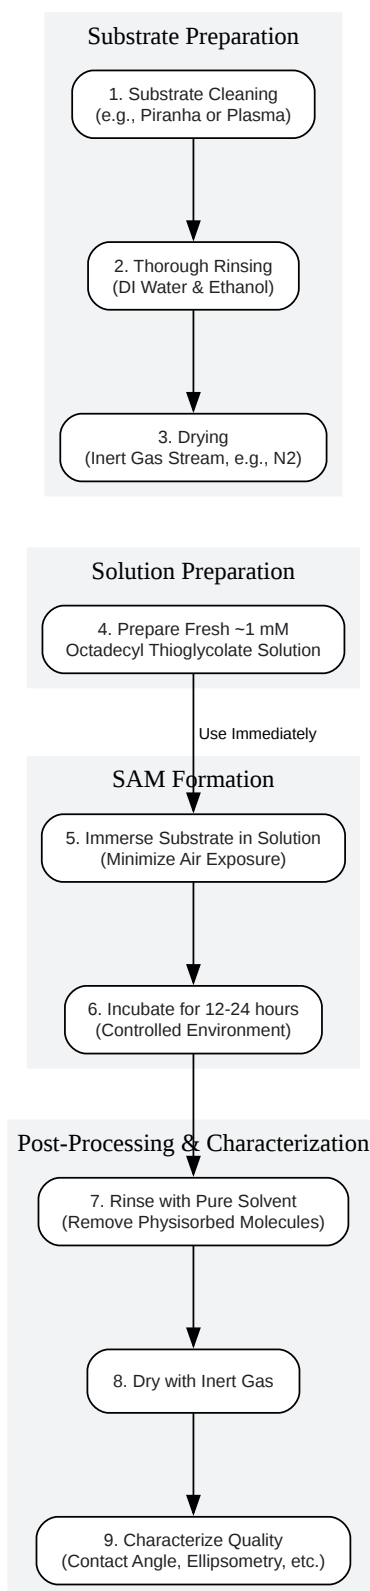 Substrate Preparation
1. Substrate Cleaning
(e.g., Piranha or Plasma)
2. Thorough Rinsing
(DI Water & Ethanol)
3. Drying
(Inert Gas Stream, e.g., N2)
Solution Preparation
4. Prepare Fresh ~1 mM
Octadecyl Thioglycolate Solution
Use Immediately
SAM Formation
5. Immerse Substrate in Solution
(Minimize Air Exposure)
6. Incubate for 12-24 hours
(Controlled Environment)
Post-Processing & Characterization
7. Rinse with Pure Solvent
(Remove Physisorbed Molecules)
8. Dry with Inert Gas
9. Characterize Quality
(Contact Angle, Ellipsometry, etc.)